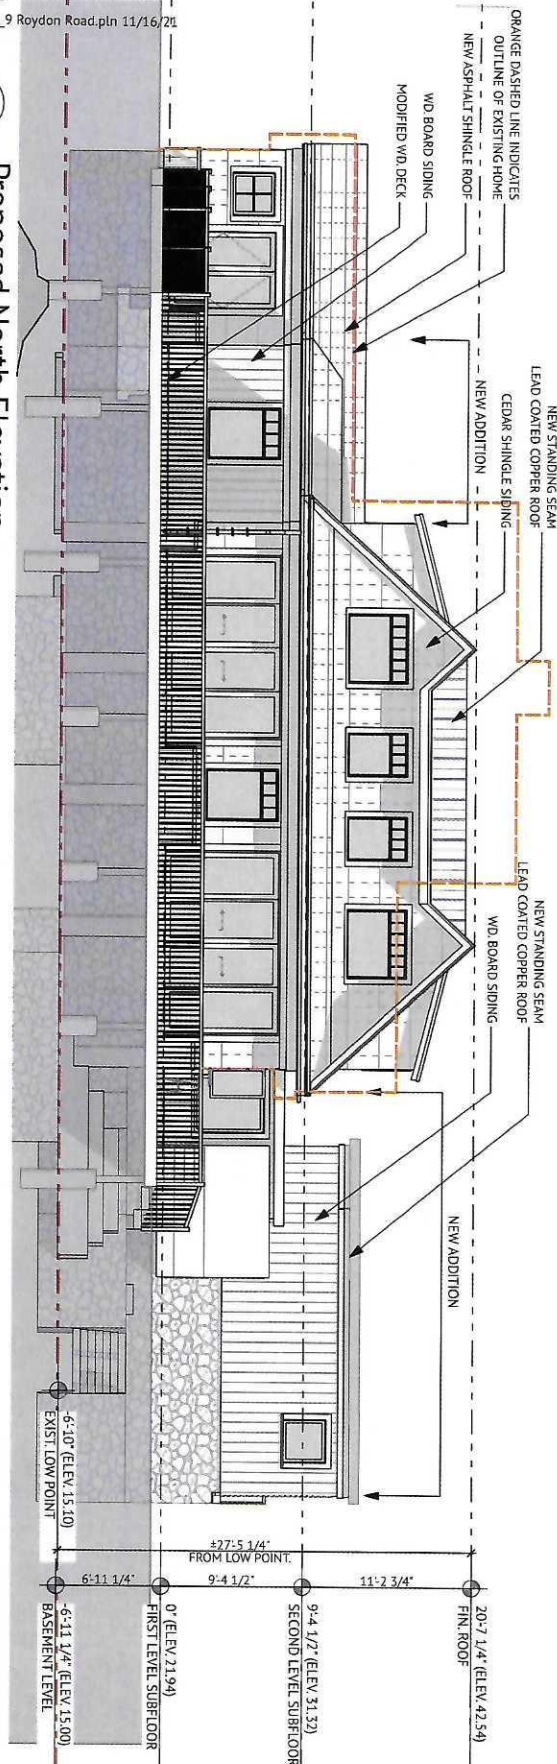 _9 Roydon Road.pln 11/16/21
Proposed North Elevation
ORANGE DASHED LINE INDICATES
OUTLINE OF EXISTING HOME
NEW ASPHALT SHINGLE ROOF
WD. BOARD SIDING
MODIFIED WD. DECK
NEW ADDITION
CEDAR SHINGLE SIDING
NEW STANDING SEAM
LEAD COATED COPPER ROOF
NEW STANDING SEAM
LEAD COATED COPPER ROOF
WD. BOARD SIDING
NEW ADDITION
-6'-10" (ELEV. 15.10)
EXIST. LOW POINT
±27'-5 1/4"
FROM LOW POINT.
6'-11 1/4"
9'-4 1/2"
11'-2 3/4"
20'-7 1/4" (ELEV. 42.54)
FIN. ROOF
9'-4 1/2" (ELEV. 31.32)
SECOND LEVEL SUBFLOOR
0" (ELEV. 21.94)
FIRST LEVEL SUBFLOOR
-6'-11 1/4" (ELEV. 15.00)
BASEMENT LEVEL